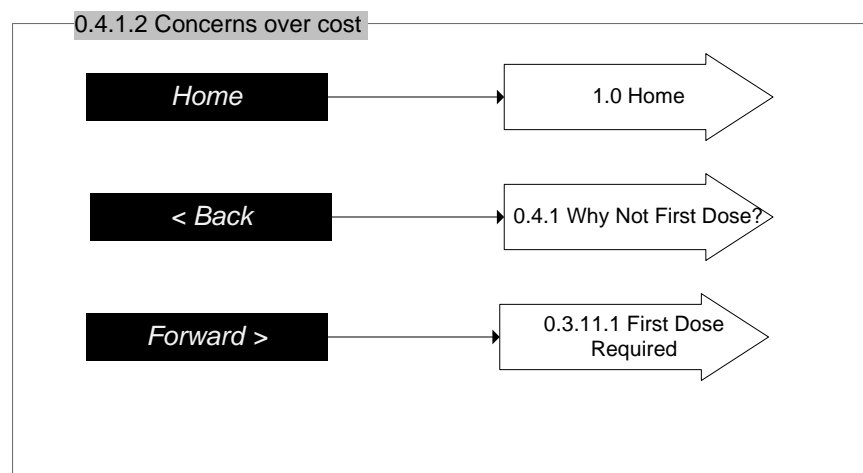 0.4.1.2 Concerns over cost
Home
1.0 Home
< Back
0.4.1 Why Not First Dose?
Forward >
0.3.11.1 First Dose
Required